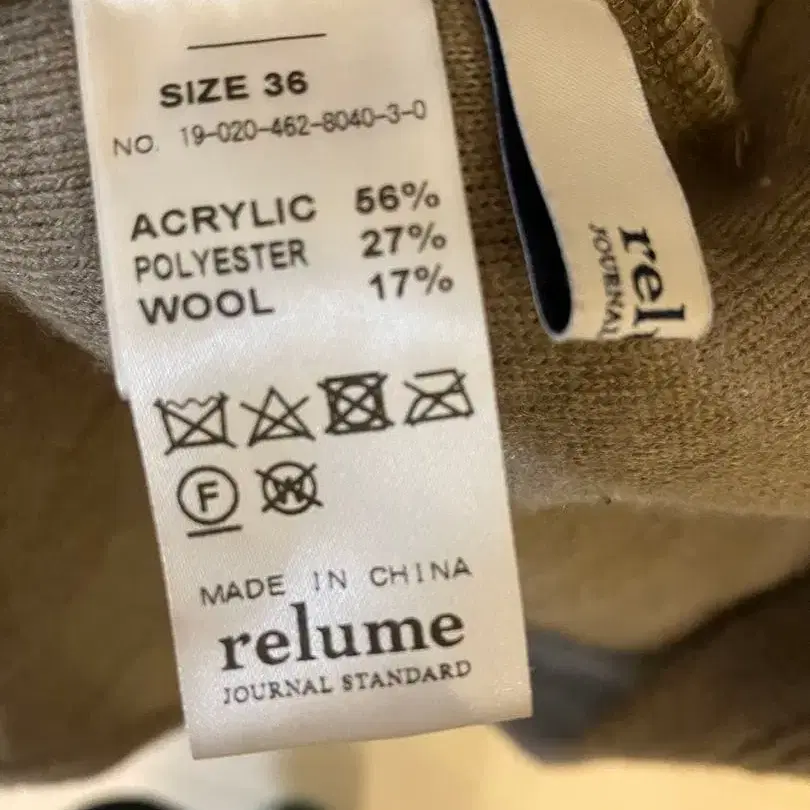 SIZE 36
NO. 19-020-462-8040-3-0
ACRYLIC 56%
POLYESTER 27%
WOOL 17%
F W
MADE IN CHINA
relume
JOURNAL STANDARD
rel
JOURNAL